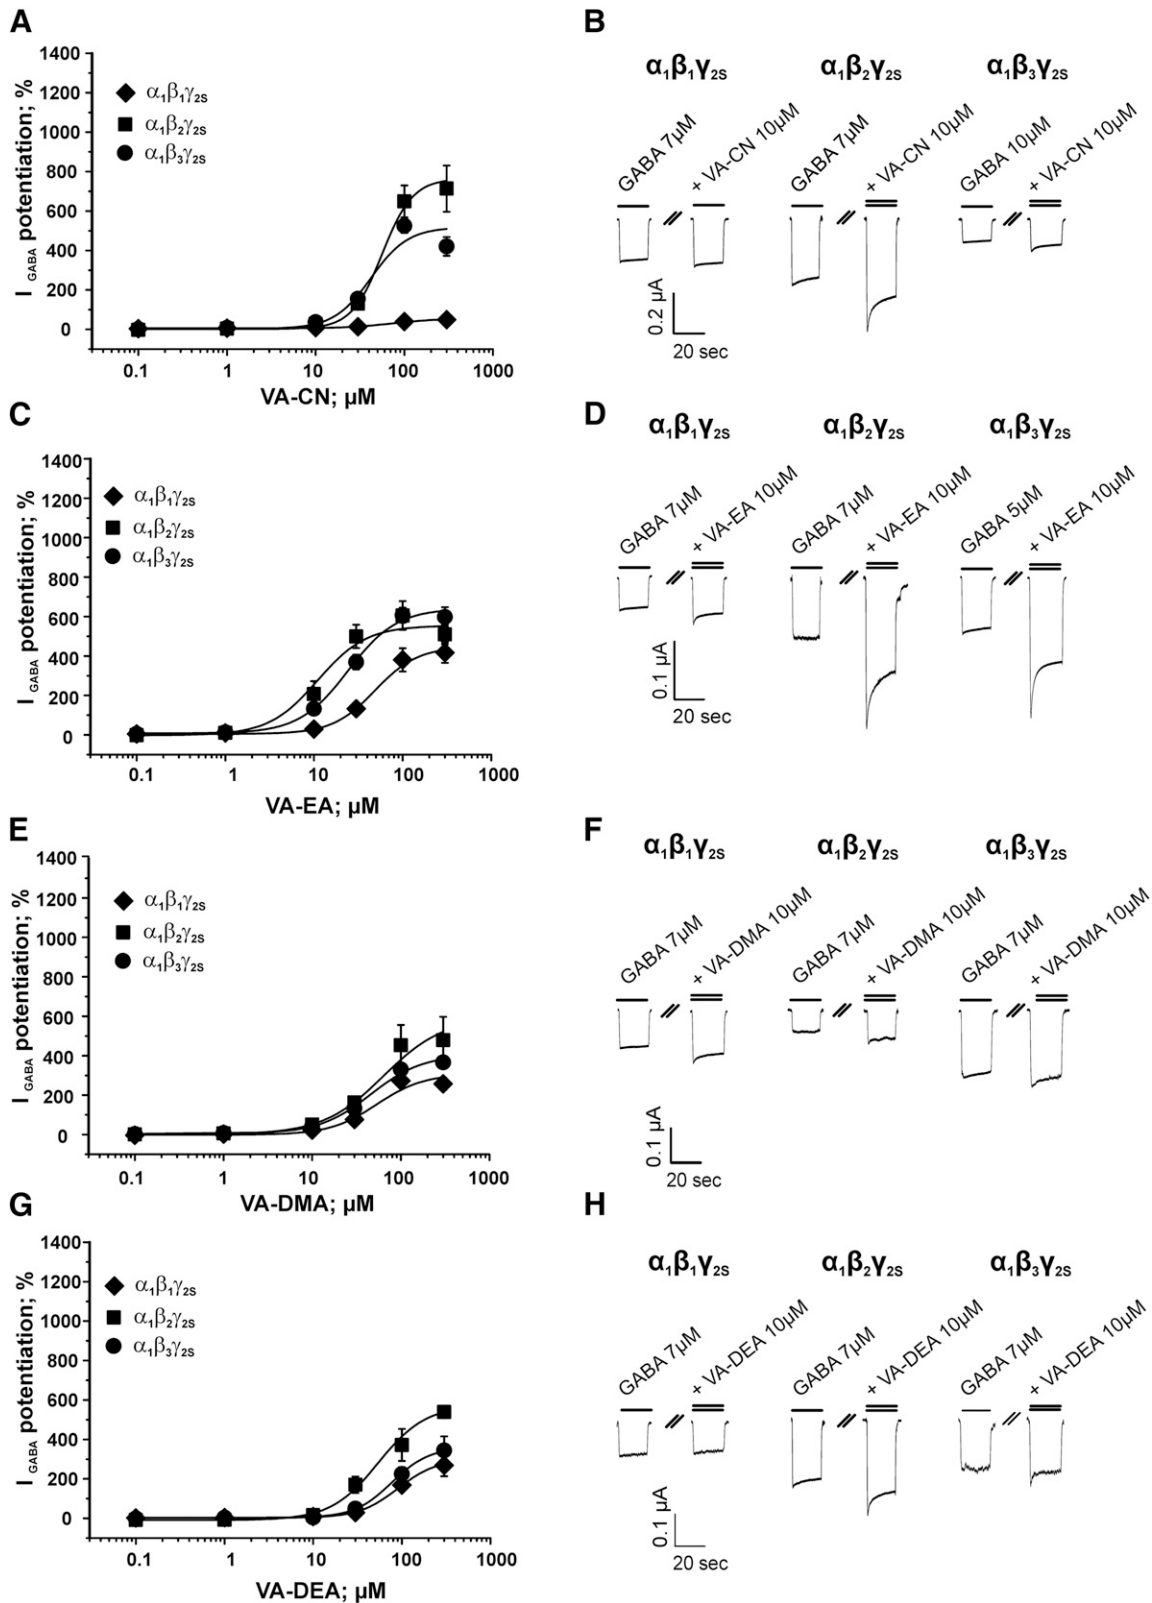 A
I GABA potentiation; %
1400
1200
1000
800
600
400
200
0
α₁β₁γ₂ₛ
α₁β₂γ₂ₛ
α₁β₃γ₂ₛ
0.1 1 10 100 1000
VA-CN; µM
B
α₁β₁γ₂ₛ α₁β₂γ₂ₛ α₁β₃γ₂ₛ
GABA 7µM
+ VA-CN 10µM
GABA 7µM
+ VA-CN 10µM
GABA 10µM
+ VA-CN 10µM
0.2 µA
20 sec
C
I GABA potentiation; %
1400
1200
1000
800
600
400
200
0
α₁β₁γ₂ₛ
α₁β₂γ₂ₛ
α₁β₃γ₂ₛ
0.1 1 10 100 1000
VA-EA; µM
D
α₁β₁γ₂ₛ α₁β₂γ₂ₛ α₁β₃γ₂ₛ
GABA 7µM
+ VA-EA 10µM
GABA 7µM
+ VA-EA 10µM
GABA 5µM
+ VA-EA 10µM
0.1 µA
20 sec
E
I GABA potentiation; %
1400
1200
1000
800
600
400
200
0
α₁β₁γ₂ₛ
α₁β₂γ₂ₛ
α₁β₃γ₂ₛ
0.1 1 10 100 1000
VA-DMA; µM
F
α₁β₁γ₂ₛ α₁β₂γ₂ₛ α₁β₃γ₂ₛ
GABA 7µM
+ VA-DMA 10µM
GABA 7µM
+ VA-DMA 10µM
GABA 7µM
+ VA-DMA 10µM
0.1 µA
20 sec
G
I GABA potentiation; %
1400
1200
1000
800
600
400
200
0
α₁β₁γ₂ₛ
α₁β₂γ₂ₛ
α₁β₃γ₂ₛ
0.1 1 10 100 1000
VA-DEA; µM
H
α₁β₁γ₂ₛ α₁β₂γ₂ₛ α₁β₃γ₂ₛ
GABA 7µM
+ VA-DEA 10µM
GABA 7µM
+ VA-DEA 10µM
GABA 7µM
+ VA-DEA 10µM
0.1 µA
20 sec